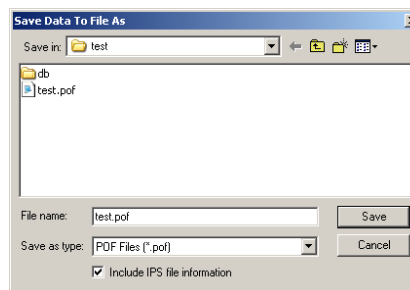 Save Data To File As
Save in: test
db
test.pof
File name: test.pof Save
Save as type: POF Files (*.pof) Cancel
Include IPS file information